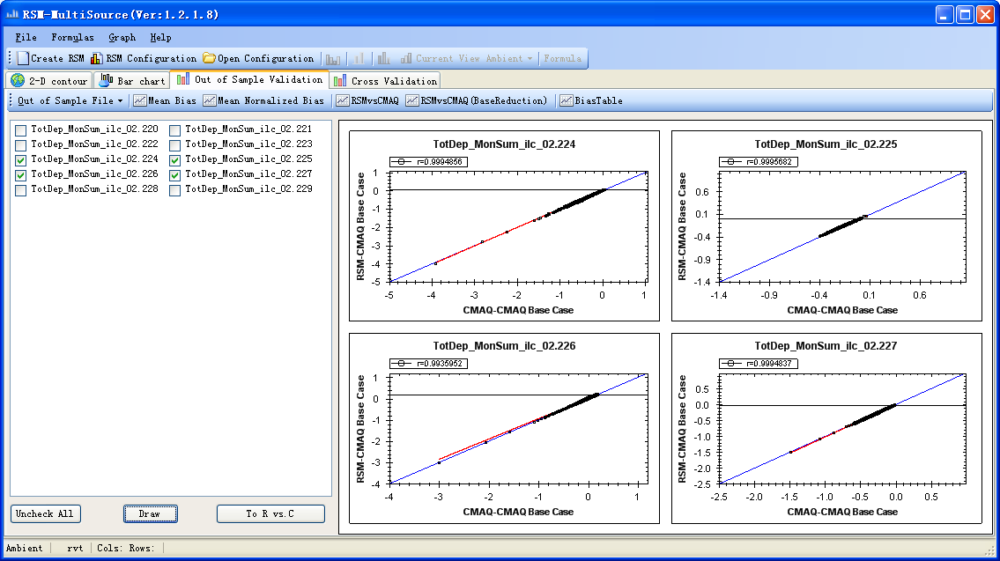 RSM-MultiSource(Ver:1.2.1.8)
File Formulas Graph Help
Create RSM RSM Configuration Open Configuration Current View Ambient Formula
2-D contour Bar chart Out of Sample Validation Cross Validation
Out of Sample File Mean Bias Mean Normalized Bias RSMvsCMAQ RSMvsCMAQ(BaseReduction) BiasTable
TotDep_MonSum_ilc_02.220 TotDep_MonSum_ilc_02.221
TotDep_MonSum_ilc_02.222 TotDep_MonSum_ilc_02.223
TotDep_MonSum_ilc_02.224 TotDep_MonSum_ilc_02.225
TotDep_MonSum_ilc_02.226 TotDep_MonSum_ilc_02.227
TotDep_MonSum_ilc_02.228 TotDep_MonSum_ilc_02.229
Uncheck All Draw To R vs.C
TotDep_MonSum_ilc_02.224
r=0.9994856
RSM-CMAQ Base Case
1
0
-1
-2
-3
-4
-5
-5 -4 -3 -2 -1 0 1
CMAQ-CMAQ Base Case
TotDep_MonSum_ilc_02.225
r=0.9995682
RSM-CMAQ Base Case
0.6
0.1
-0.4
-0.9
-1.4
-1.4 -0.9 -0.4 0.1 0.6
CMAQ-CMAQ Base Case
TotDep_MonSum_ilc_02.226
r=0.9935952
RSM-CMAQ Base Case
1
0
-1
-2
-3
-4
-4 -3 -2 -1 0 1
CMAQ-CMAQ Base Case
TotDep_MonSum_ilc_02.227
r=0.9994837
RSM-CMAQ Base Case
0.5
0.0
-0.5
-1.0
-1.5
-2.0
-2.5
-2.5 -2.0 -1.5 -1.0 -0.5 0.0 0.5
CMAQ-CMAQ Base Case
Ambient rvt Cols: Rows: